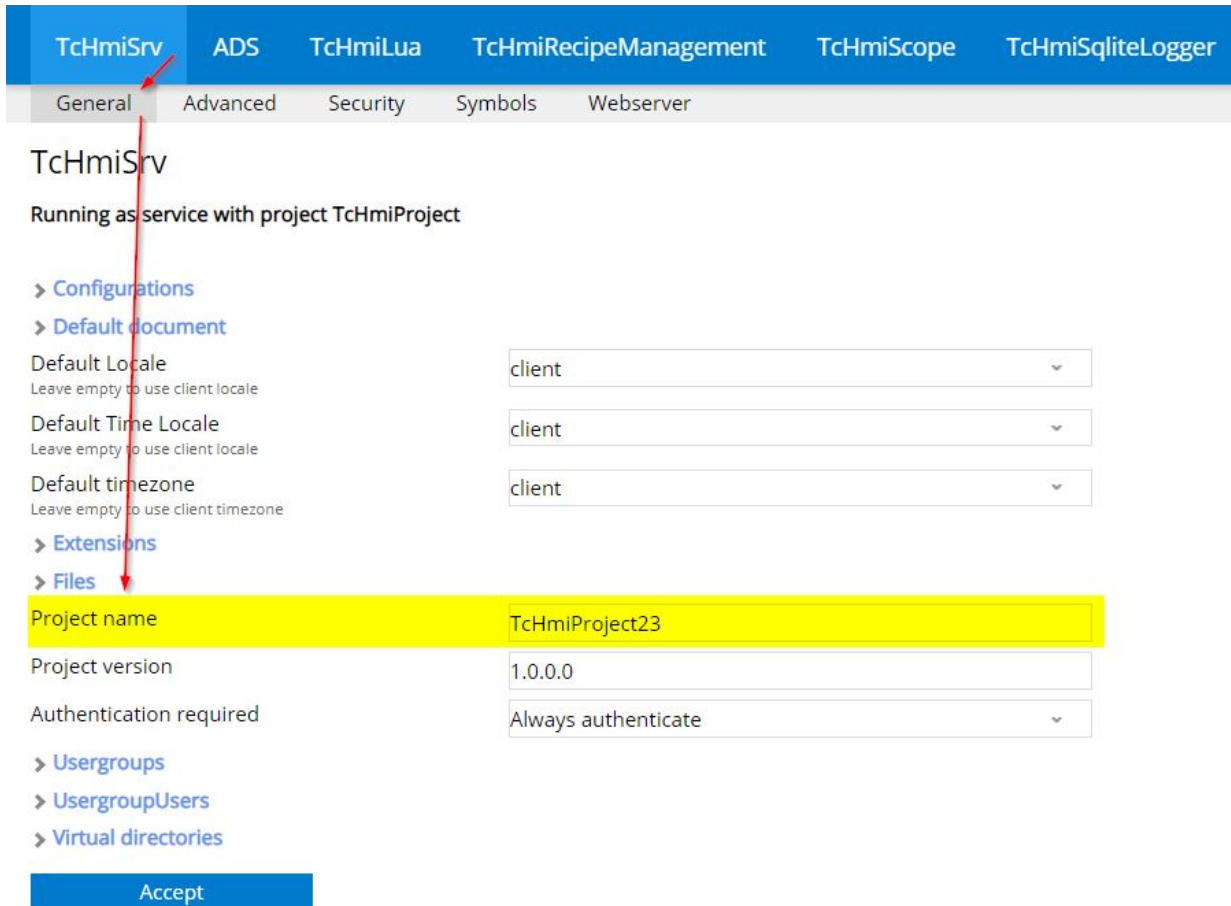 TcHmiSrv ADS TcHmiLua TcHmiRecipeManagement TcHmiScope TcHmiSqliteLogger
General Advanced Security Symbols Webserver
TcHmiSrv
Running as service with project TcHmiProject
Configurations
Default document
Default Locale client
Leave empty to use client locale
Default Time Locale client
Leave empty to use client locale
Default timezone client
Leave empty to use client timezone
Extensions
Files
Project name TcHmiProject23
Project version 1.0.0.0
Authentication required Always authenticate
Usergroups
UsergroupUsers
Virtual directories
Accept